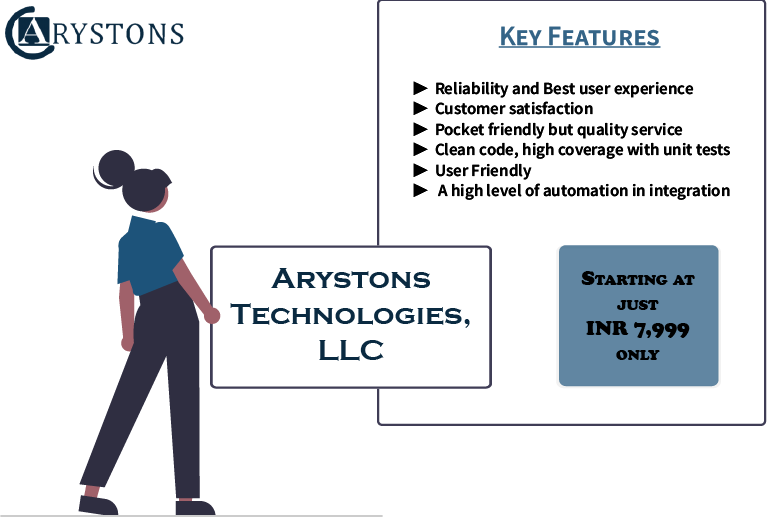 ARYSTONS
KEY FEATURES
► Reliability and Best user experience
► Customer satisfaction
► Pocket friendly but quality service
► Clean code, high coverage with unit tests
► User Friendly
► A high level of automation in integration
ARYSTONS
TECHNOLOGIES,
LLC
STARTING AT
JUST
INR 7,999
ONLY